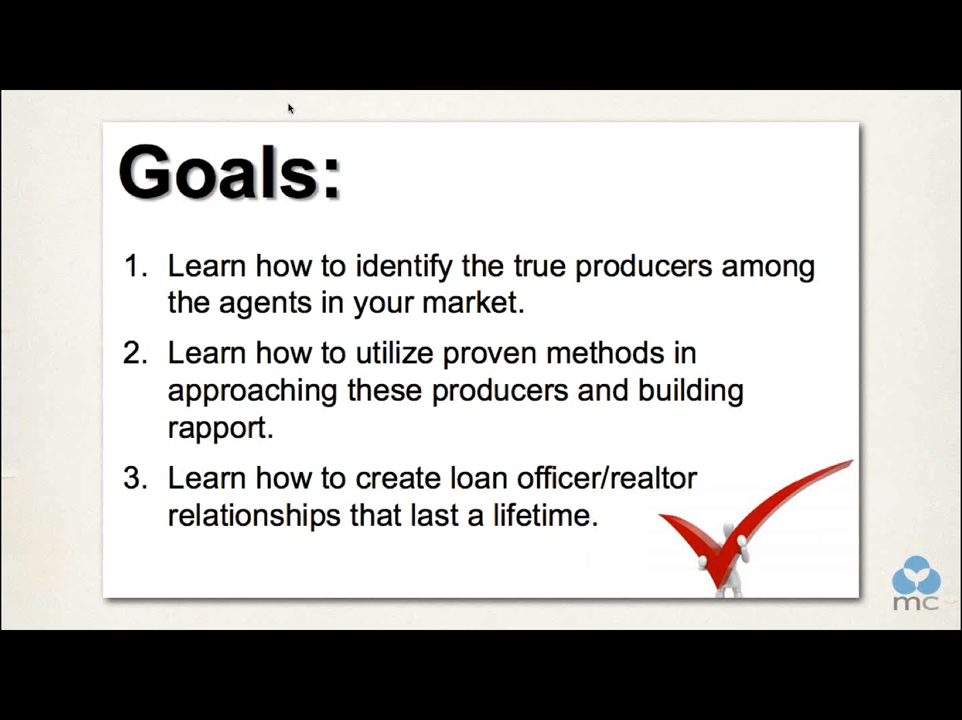 Goals:
1. Learn how to identify the true producers among
the agents in your market.
2. Learn how to utilize proven methods in
approaching these producers and building
rapport.
3. Learn how to create loan officer/realtor
relationships that last a lifetime.
mc